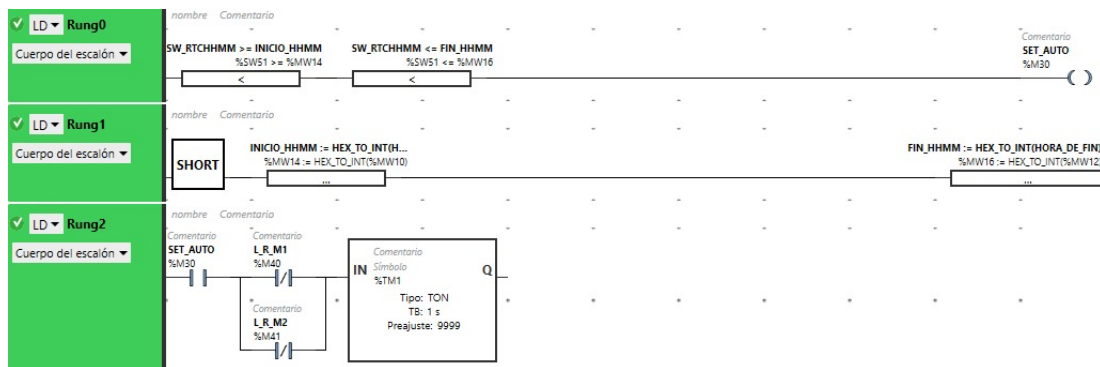 LD Rung0
nombre Comentario
Cuerpo del escalón
SW_RTCHHMM >= INICIO_HHMM
%SW51 >= %MW14
<
SW_RTCHHMM <= FIN_HHMM
%SW51 <= %MW16
<
Comentario
SET_AUTO
%M30
LD Rung1
nombre Comentario
Cuerpo del escalón
SHORT
INICIO_HHMM := HEX_TO_INT(H...
%MW14 := HEX_TO_INT(%MW10)
...
FIN_HHMM := HEX_TO_INT(HORA_DE_FIN)
%MW16 := HEX_TO_INT(%MW12
...
LD Rung2
nombre Comentario
Cuerpo del escalón
Comentario
SET_AUTO
%M30
Comentario
L_R_M1
%M40
Comentario
L_R_M2
%M41
Comentario
IN Símbolo Q
%TM1
Tipo: TON
TB: 1 s
Preajuste: 9999